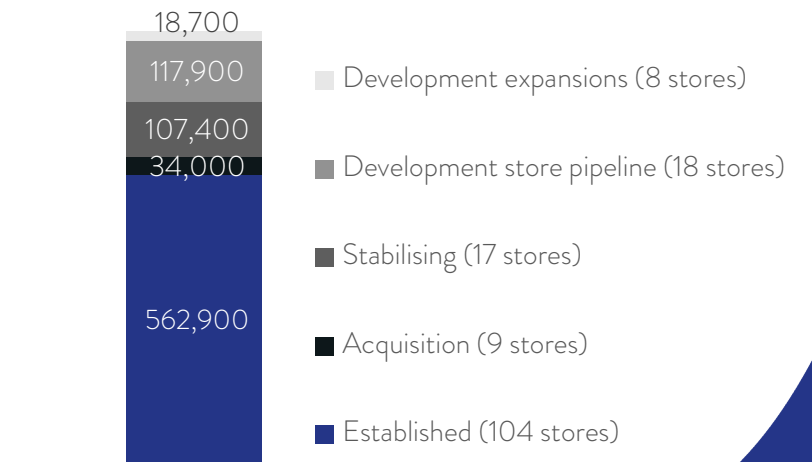 18,700
117,900
107,400
34,000
562,900
Development expansions (8 stores)
Development store pipeline (18 stores)
Stabilising (17 stores)
Acquisition (9 stores)
Established (104 stores)